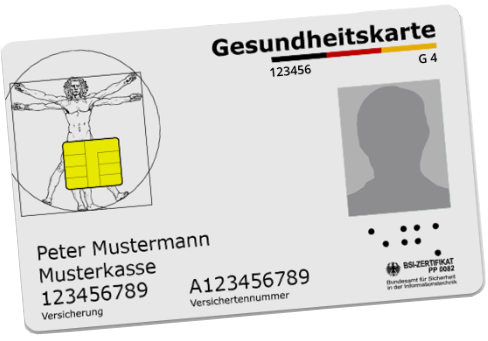 Gesundheitskarte
123456
G 4
Peter Mustermann
Musterkasse
123456789
Versicherung
A123456789
Versichertennummer
BSI-ZERTIFIKAT
PP 0082
Bundesamt für Sicherheit
in der Informationstechnik